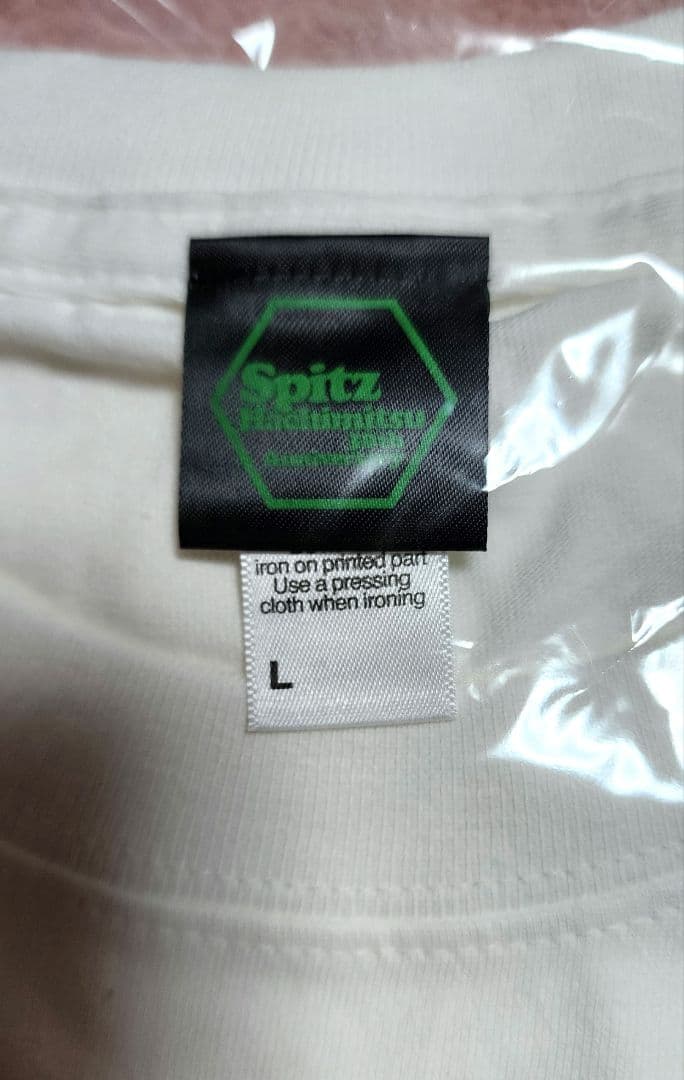 Spitz
Hachimitsu
iron on printed part
Use a pressing
cloth when ironing
L